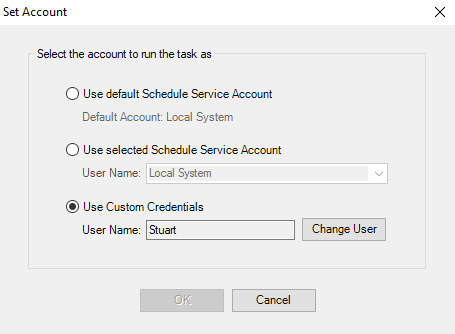 Set Account
Select the account to run the task as
Use default Schedule Service Account
Default Account: Local System
Use selected Schedule Service Account
User Name: Local System
Use Custom Credentials
User Name: Stuart Change User
OK Cancel